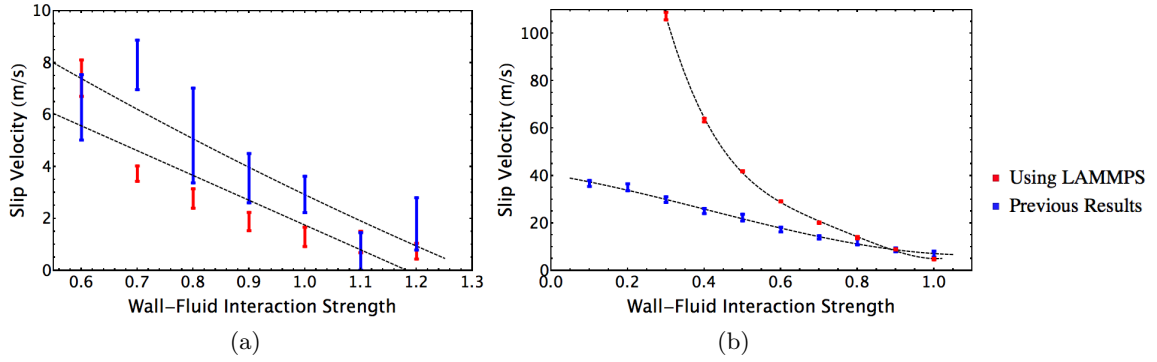 10
8
6
4
2
0
Slip Velocity (m/s)
0.6 0.7 0.8 0.9 1.0 1.1 1.2 1.3
Wall–Fluid Interaction Strength
(a)
100
80
60
40
20
0
Slip Velocity (m/s)
0.0 0.2 0.4 0.6 0.8 1.0
Wall–Fluid Interaction Strength
(b)
Using LAMMPS
Previous Results